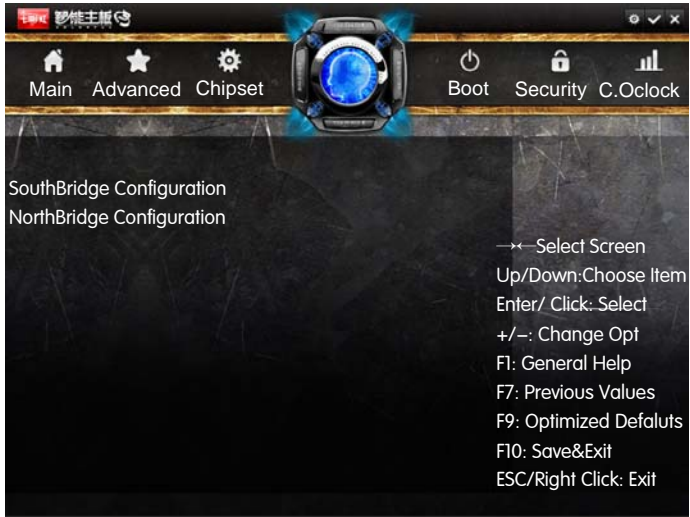 七彩虹 智能主板
Main Advanced Chipset Boot Security C.Oclock
SouthBridge Configuration
NorthBridge Configuration
→←Select Screen
Up/Down:Choose Item
Enter/ Click: Select
+/−: Change Opt
F1: General Help
F7: Previous Values
F9: Optimized Defaluts
F10: Save&Exit
ESC/Right Click: Exit